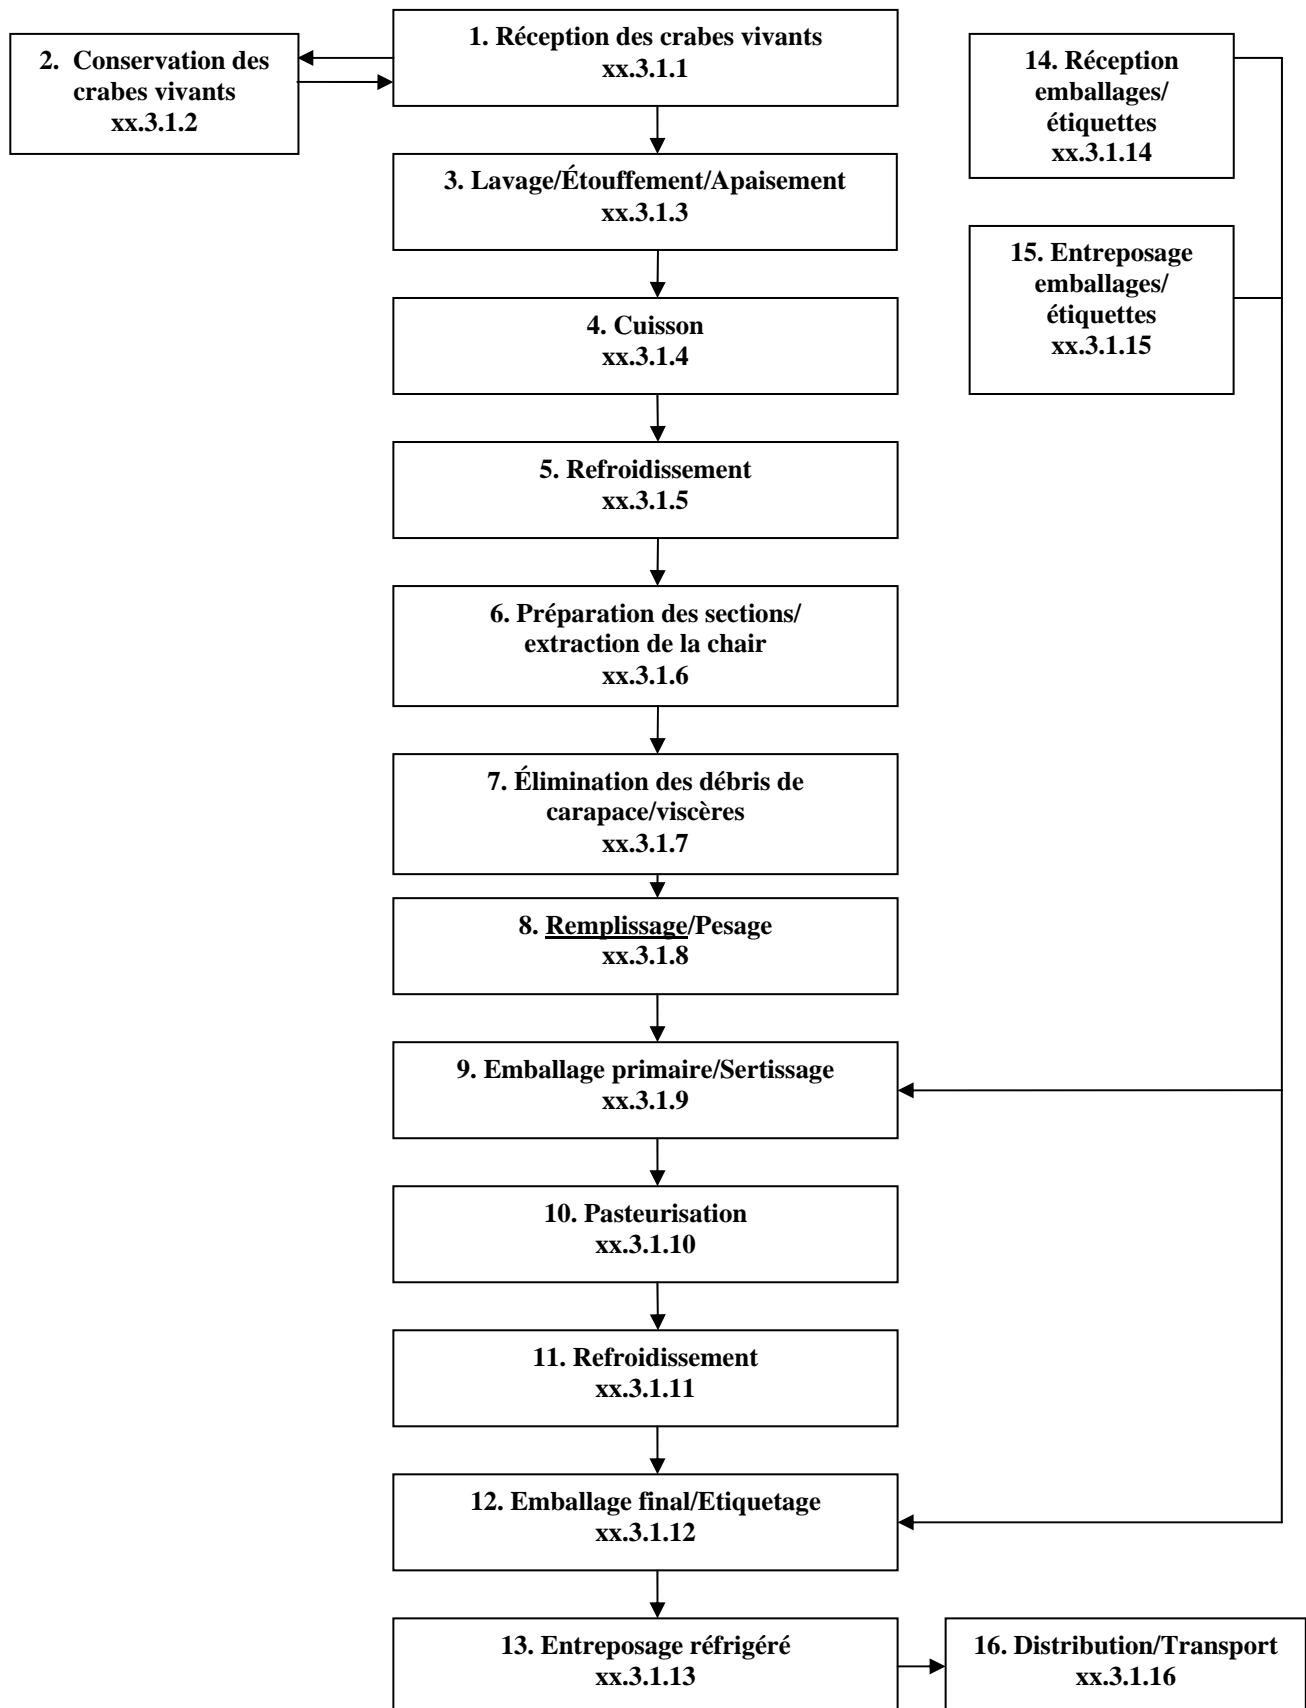 1. Réception des crabes vivants
xx.3.1.1
2. Conservation des
crabes vivants
xx.3.1.2
14. Réception
emballages/
étiquettes
xx.3.1.14
3. Lavage/Étouffement/Apaisement
xx.3.1.3
15. Entreposage
emballages/
étiquettes
xx.3.1.15
4. Cuisson
xx.3.1.4
5. Refroidissement
xx.3.1.5
6. Préparation des sections/
extraction de la chair
xx.3.1.6
7. Élimination des débris de
carapace/viscères
xx.3.1.7
8. Remplissage/Pesage
xx.3.1.8
9. Emballage primaire/Sertissage
xx.3.1.9
10. Pasteurisation
xx.3.1.10
11. Refroidissement
xx.3.1.11
12. Emballage final/Etiquetage
xx.3.1.12
13. Entreposage réfrigéré
xx.3.1.13
16. Distribution/Transport
xx.3.1.16